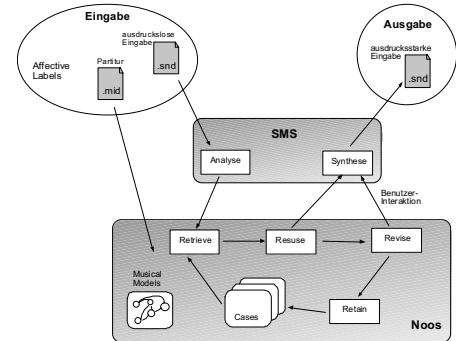 Eingabe
ausdruckslose
Eingabe
Affective
Labels
Partitur
.snd
.mid
Ausgabe
ausdrucksstarke
Eingabe
.snd
SMS
Analyse
Synthese
Benutzer-
Interaktion
Retrieve
Resuse
Revise
Musical
Models
Cases
Retain
Noos